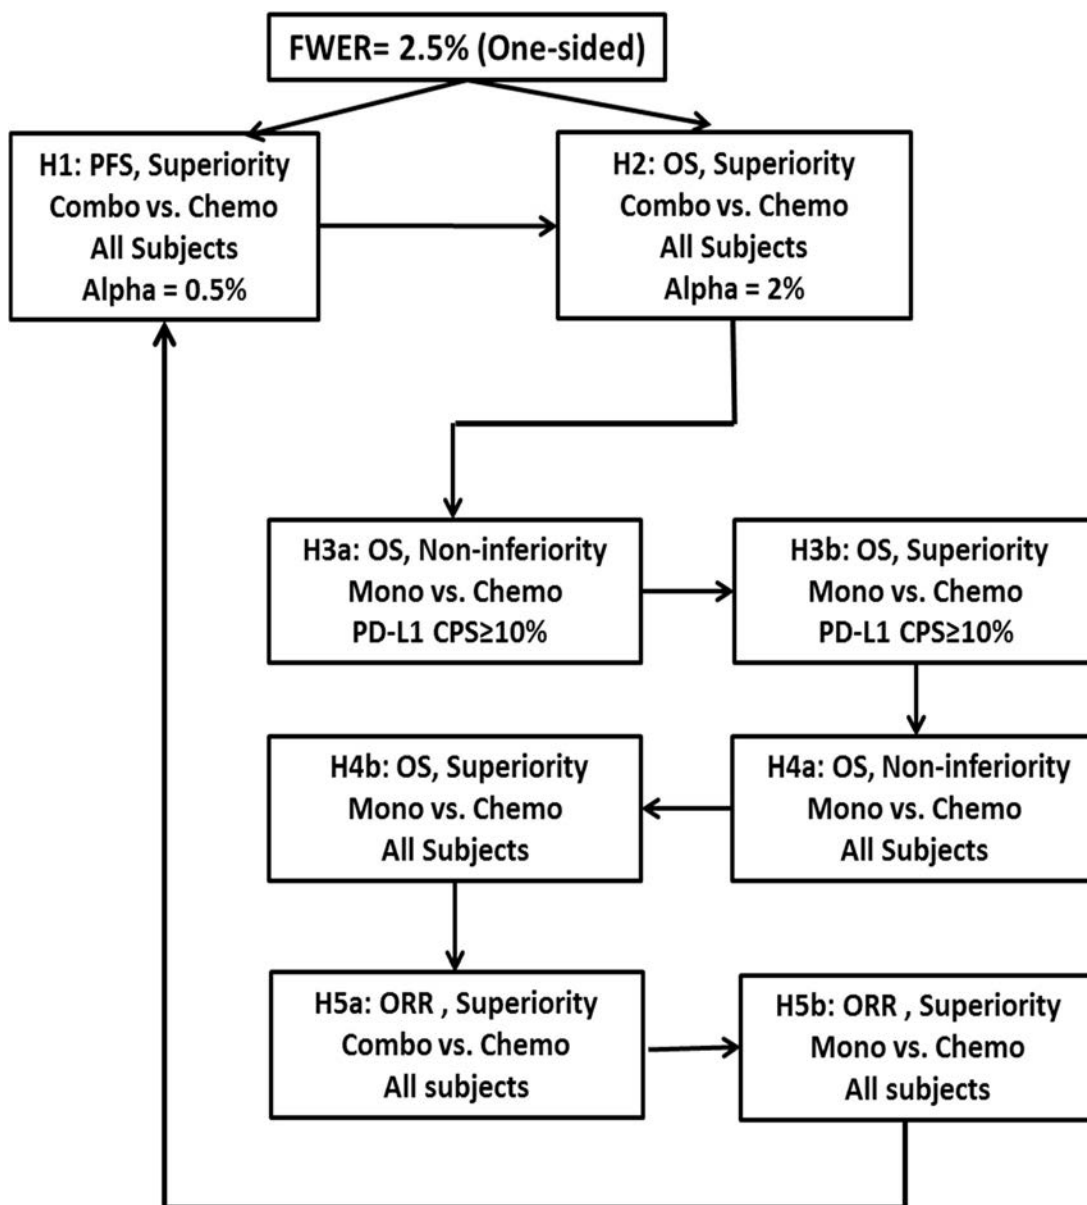 FWER= 2.5% (One-sided)
H1: PFS, Superiority
Combo vs. Chemo
All Subjects
Alpha = 0.5%
H2: OS, Superiority
Combo vs. Chemo
All Subjects
Alpha = 2%
H3a: OS, Non-inferiority
Mono vs. Chemo
PD-L1 CPS≥10%
H3b: OS, Superiority
Mono vs. Chemo
PD-L1 CPS≥10%
H4b: OS, Superiority
Mono vs. Chemo
All Subjects
H4a: OS, Non-inferiority
Mono vs. Chemo
All Subjects
H5a: ORR , Superiority
Combo vs. Chemo
All subjects
H5b: ORR , Superiority
Mono vs. Chemo
All subjects